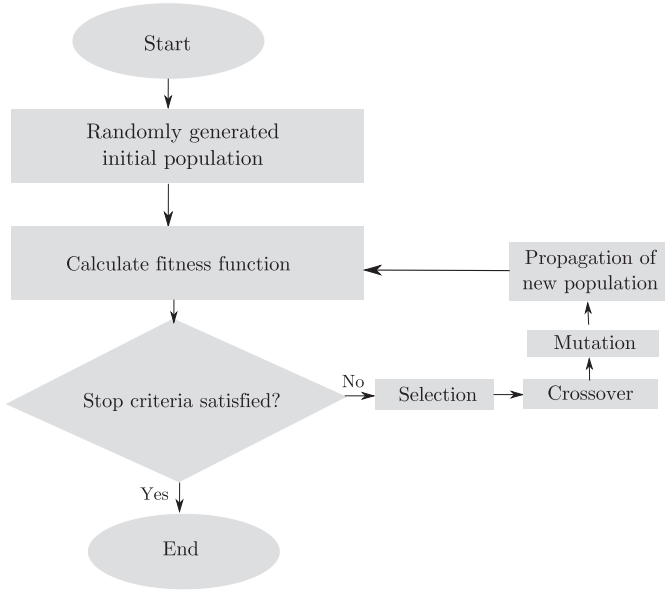 Start
Randomly generated
initial population
Calculate fitness function
Propagation of
new population
Mutation
No
Stop criteria satisfied?
Selection
Crossover
Yes
End